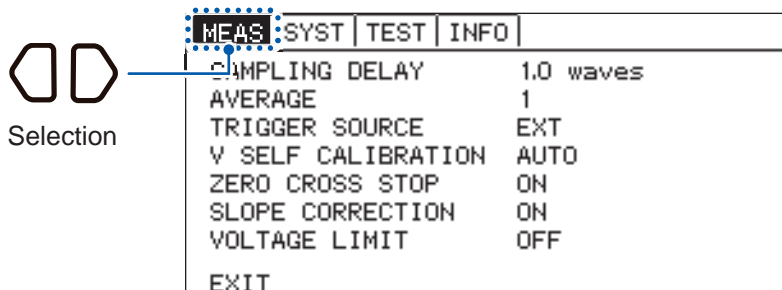 MEAS SYST TEST INFO
SAMPLING DELAY 1.0 waves
AVERAGE 1
TRIGGER SOURCE EXT
V SELF CALIBRATION AUTO
ZERO CROSS STOP ON
SLOPE CORRECTION ON
VOLTAGE LIMIT OFF
EXIT
Selection